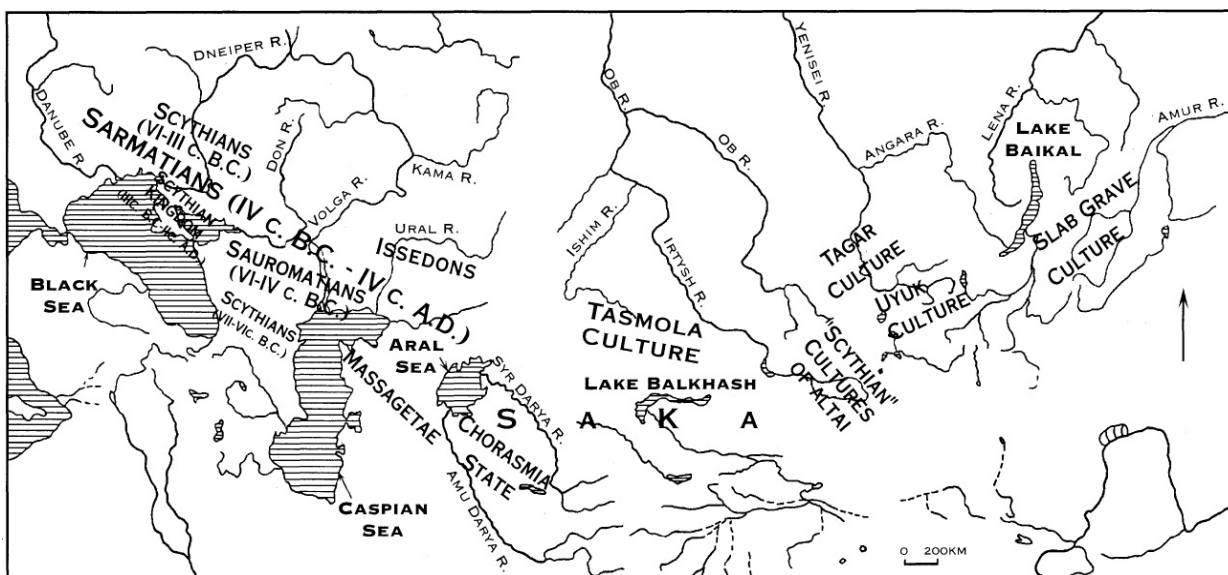 DNEIPER R.
DANUBE R.
SCYTHIANS
(VI-III C. B.C.)
SARMATIANS (IV C. B.C. - IV C. A.D.)
DON R.
VOLGA R.
KAMA R.
SCYTHIAN
KINGDOM
(IIIC. B.C.-IIC. A.D.)
BLACK
SEA
SAUROMATIANS
(VI-IV C. B.C.)
SCYTHIANS
(VII-VIC. B.C.)
URAL R.
ISSEDONS
CASPIAN
SEA
MASSAGETAE
ARAL
SEA
SYR DARYA R.
CHORASMIA
STATE
AMU DARYA R.
S A K A
OB R.
OB R.
ISHIM R.
IRTYSH R.
TASMOLA
CULTURE
LAKE BALKHASH
YENISEI R.
ANGARA R.
TAGAR
CULTURE
UYUK
CULTURE
"SCYTHIAN"
CULTURES
OF ALTAI
LENA R.
LAKE
BAIKAL
AMUR R.
SLAB GRAVE
CULTURE
0 200KM